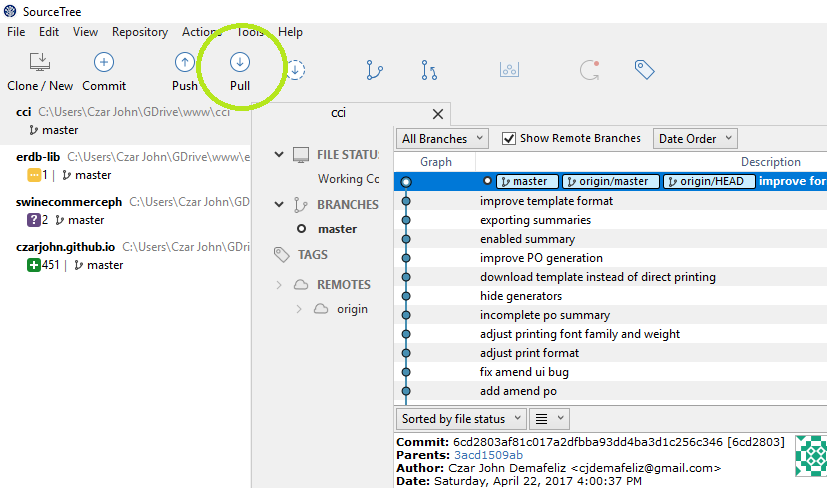 SourceTree
File Edit View Repository Actions Tools Help
Clone / New Commit Push Pull
cci C:\Users\Czar John\GDrive\www\cci
master
erdb-lib C:\Users\Czar John\GDrive\www\e
1 | master
swinecommerceph C:\Users\Czar John\GD
? 2 master
czarjohn.github.io C:\Users\Czar John\GDri
451 | master
cci
FILE STATUS
Working Co
BRANCHES
master
TAGS
REMOTES
origin
All Branches Show Remote Branches Date Order
Graph Description
master origin/master origin/HEAD improve for
improve template format
exporting summaries
enabled summary
improve PO generation
download template instead of direct printing
hide generators
incomplete po summary
adjust printing font family and weight
adjust print format
fix amend ui bug
add amend po
Sorted by file status
Commit: 6cd2803af81c017a2dfbba93dd4ba3d1c256c346 [6cd2803]
Parents: 3acd1509ab
Author: Czar John Demafeliz <cjdemafeliz@gmail.com>
Date: Saturday, April 22, 2017 4:00:37 PM